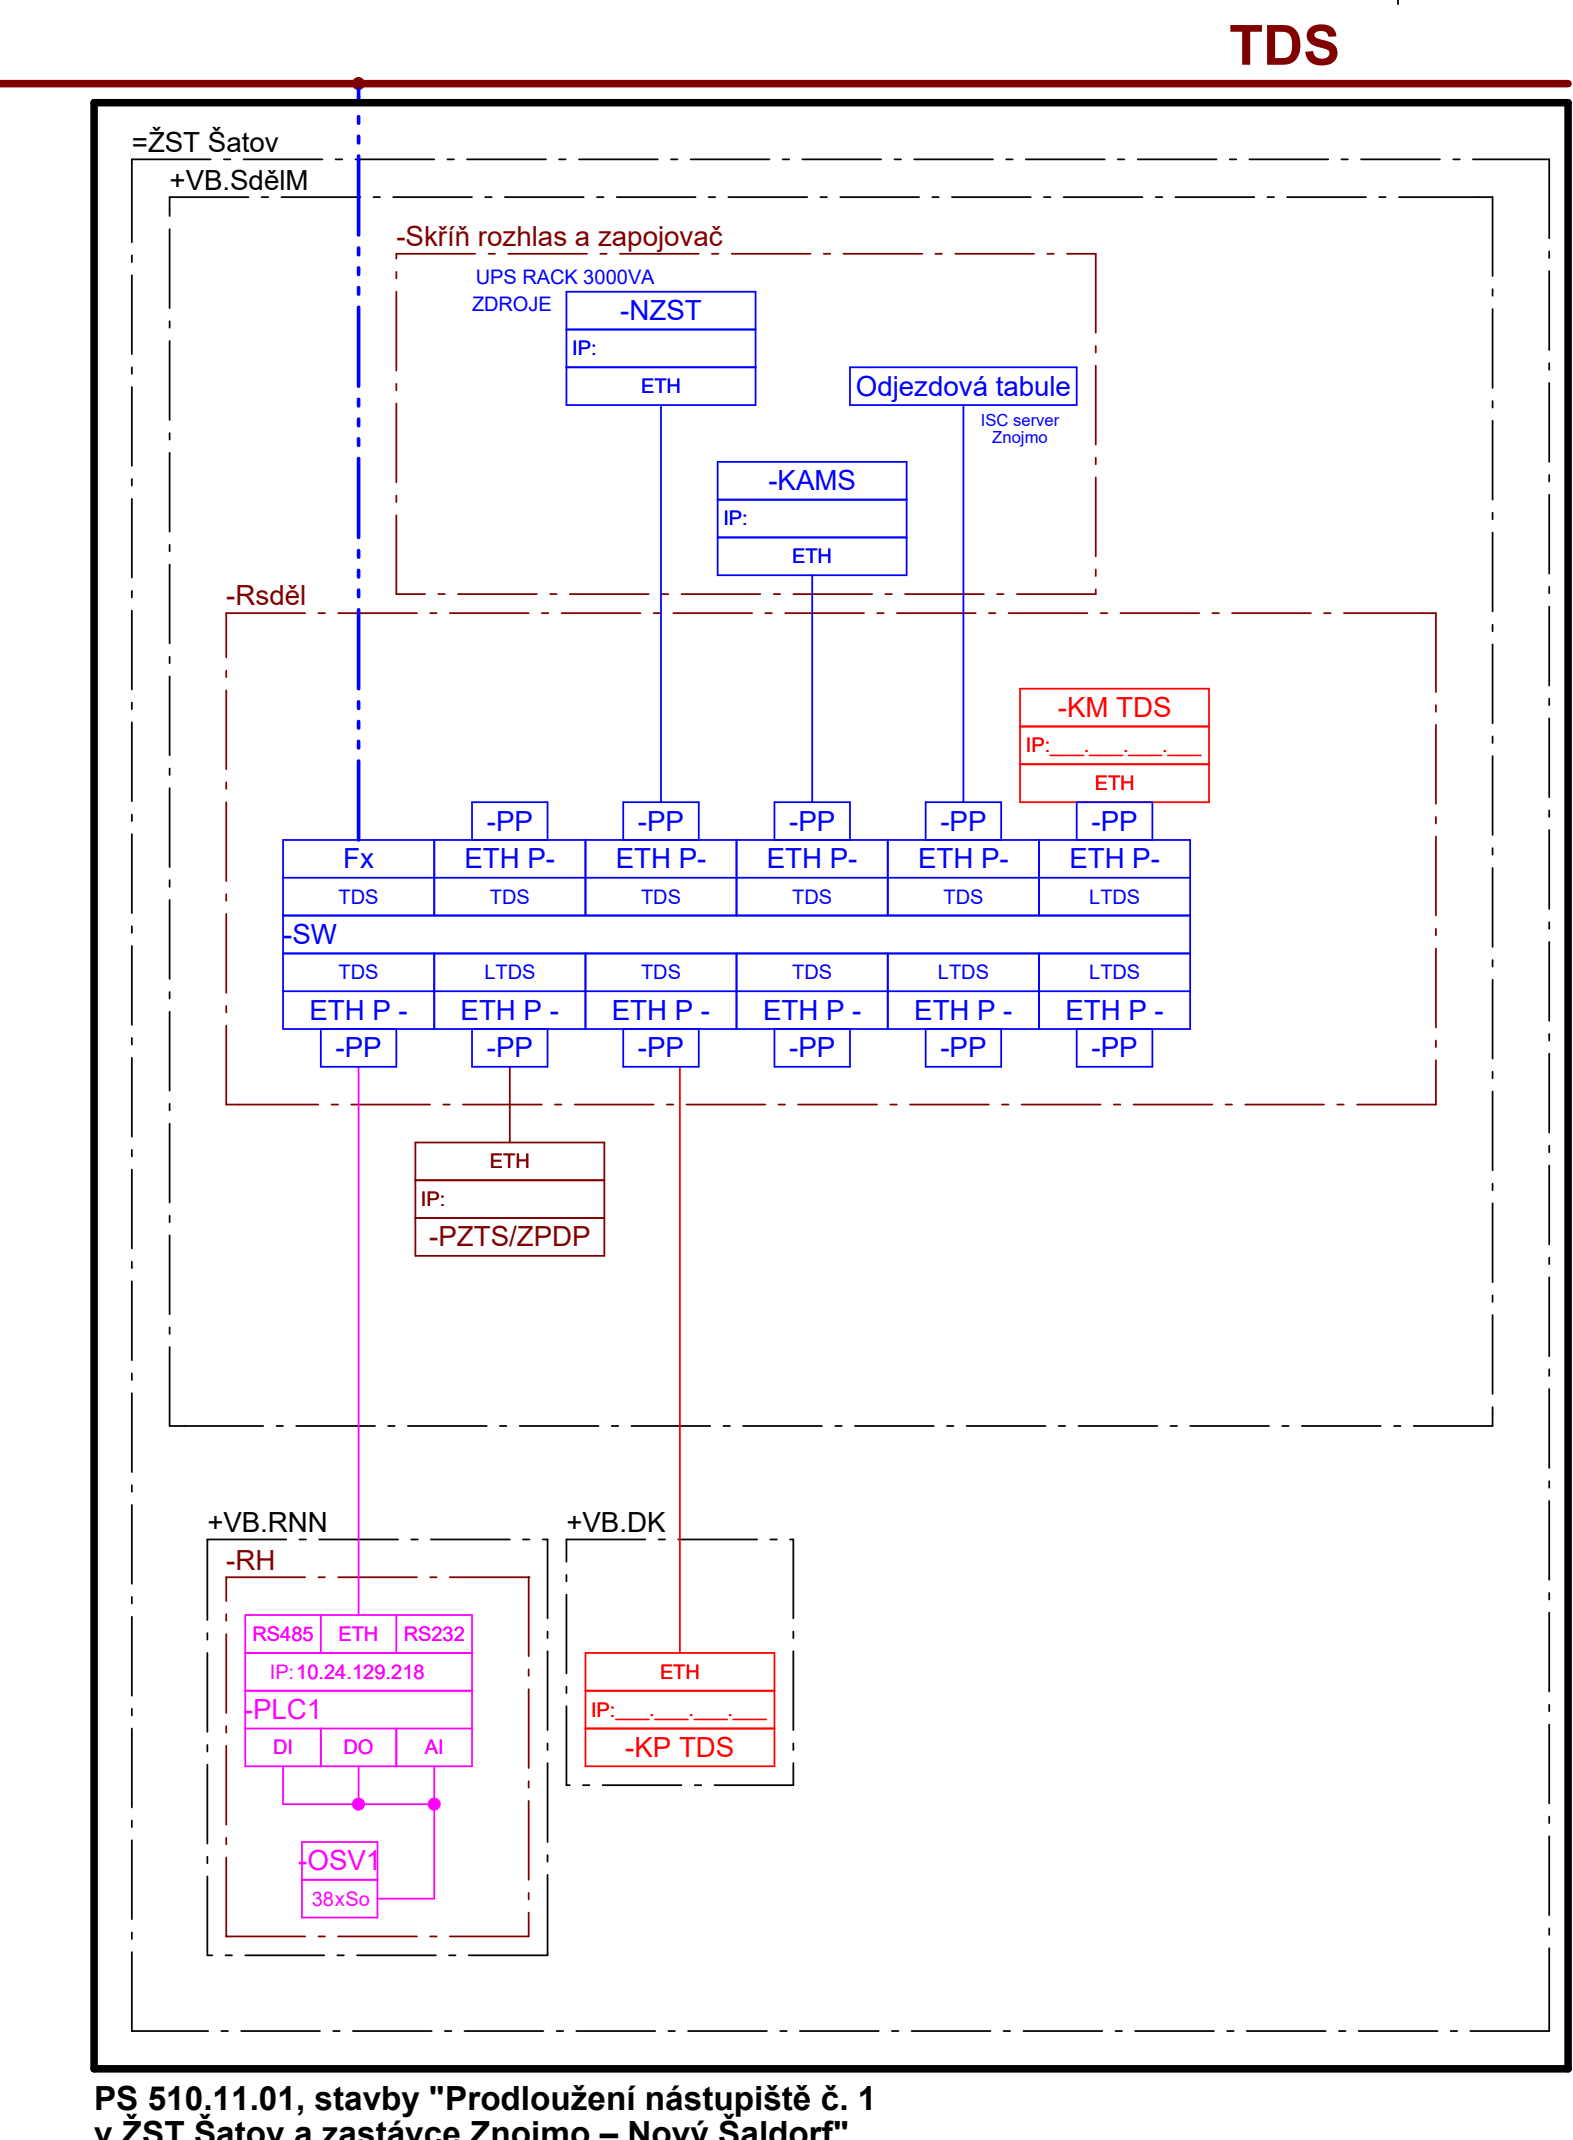 TDS
=ŽST Šatov
+VB.SdělM
-Skříň rozhlas a zapojovač
UPS RACK 3000VA
ZDROJE
-NZST
IP:
ETH
Odjezdová tabule
ISC server
Znojmo
-KAMS
IP:
ETH
-Rsděl
-KM TDS
IP:___.___.___.___
ETH
-PP -PP -PP -PP -PP
Fx ETH P- ETH P- ETH P- ETH P- ETH P-
TDS TDS TDS TDS TDS LTDS
-SW
TDS LTDS TDS TDS LTDS LTDS
ETH P - ETH P - ETH P - ETH P - ETH P - ETH P -
-PP -PP -PP -PP -PP -PP
ETH
IP:
-PZTS/ZPDP
+VB.RNN
-RH
RS485 ETH RS232
IP:10.24.129.218
-PLC1
DI DO AI
-OSV1
38xSo
+VB.DK
ETH
IP:___.___.___.___
-KP TDS
PS 510.11.01, stavby "Prodloužení nástupiště č. 1
v ŽST Šatov a zastávce Znojmo – Nový Šaldorf"